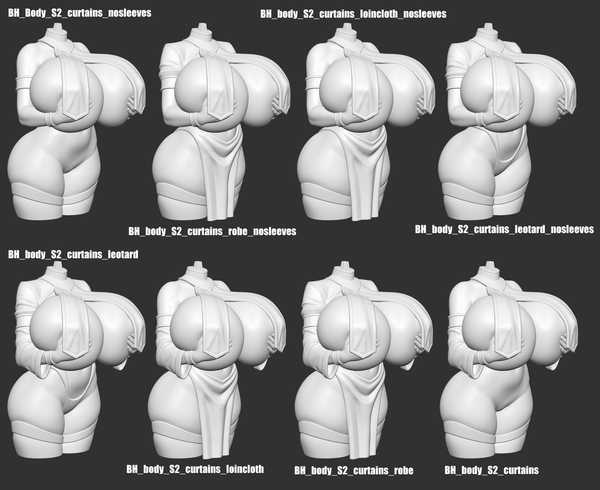 BH_Body_S2_curtains_nosleeves
BH_body_S2_curtains_loincloth_nosleeves
BH_body_S2_curtains_robe_nosleeves
BH_body_S2_curtains_leotard_nosleeves
BH_body_S2_curtains_leotard
BH_body_S2_curtains_loincloth
BH_body_S2_curtains_robe
BH_body_S2_curtains